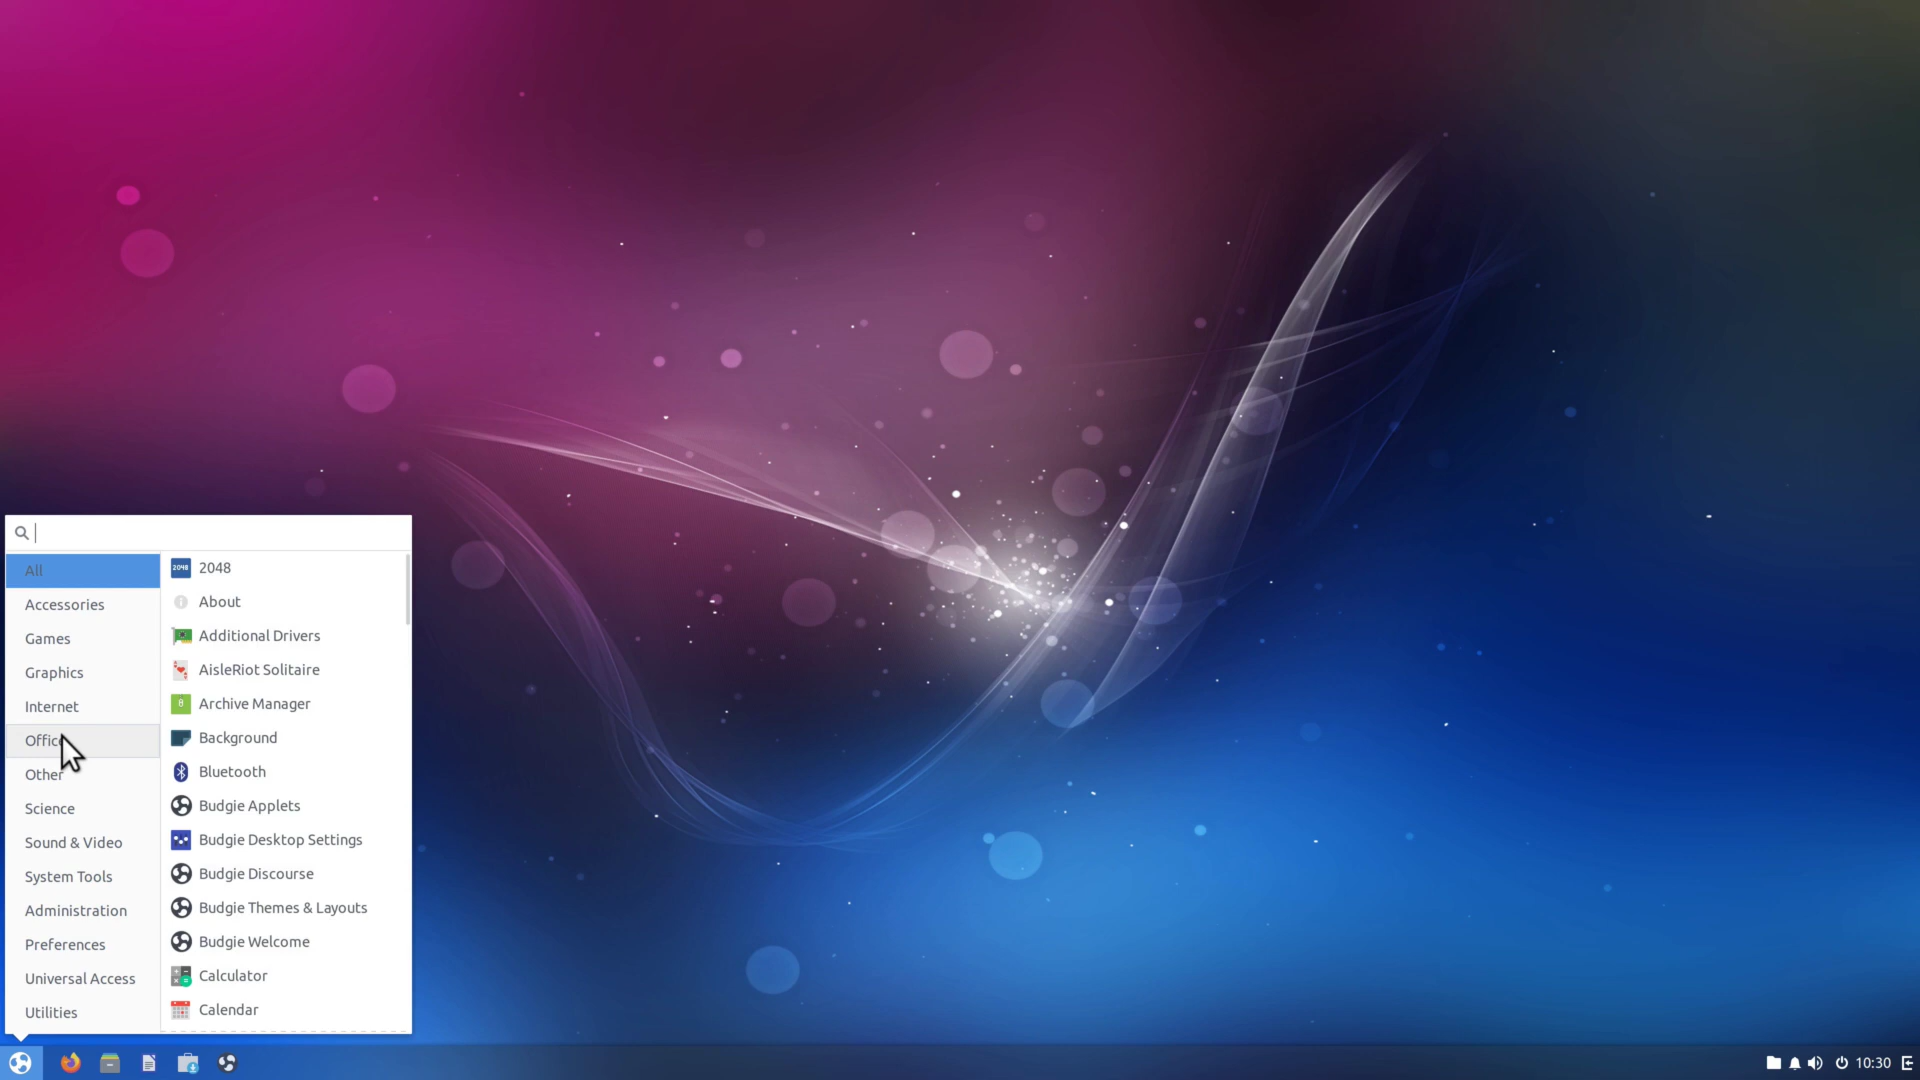 All
Accessories
Games
Graphics
Internet
Office
Other
Science
Sound & Video
System Tools
Administration
Preferences
Universal Access
Utilities
2048
2048
About
Additional Drivers
AisleRiot Solitaire
Archive Manager
Background
Bluetooth
Budgie Applets
Budgie Desktop Settings
Budgie Discourse
Budgie Themes & Layouts
Budgie Welcome
Calculator
Calendar
10:30